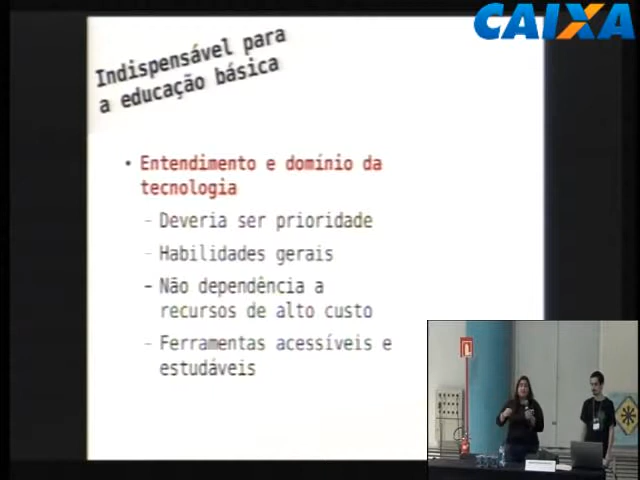 CAIXA
Indispensável para
a educação básica
• Entendimento e domínio da
tecnologia
– Deveria ser prioridade
– Habilidades gerais
– Não dependência a
recursos de alto custo
– Ferramentas acessíveis e
estudáveis